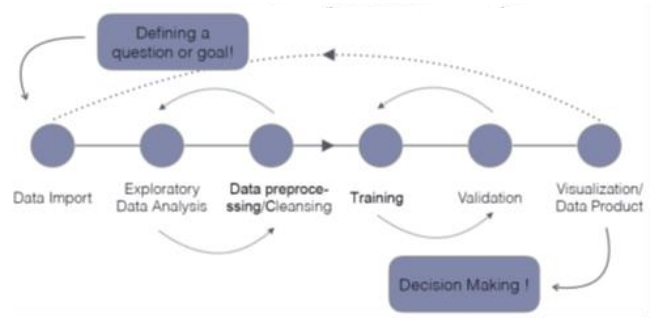 Defining a
question or goal!
Data Import
Exploratory
Data Analysis
Data preproce-
ssing/Cleansing
Training
Validation
Visualization/
Data Product
Decision Making !